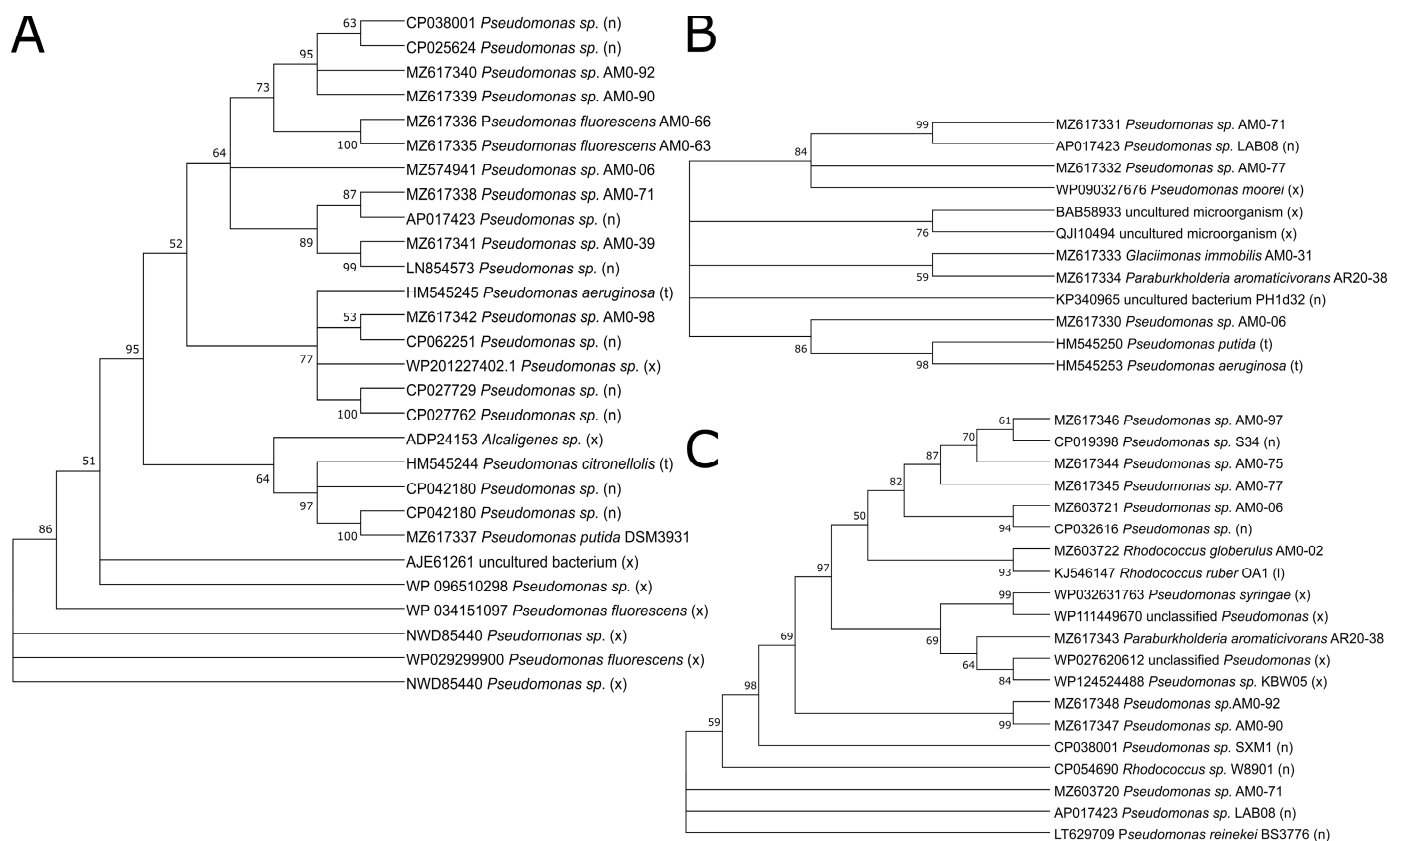 A
63
CP038001 Pseudomonas sp. (n)
CP025624 Pseudomonas sp. (n)
95
MZ617340 Pseudomonas sp. AM0-92
73
MZ617339 Pseudomonas sp. AM0-90
MZ617336 Pseudomonas fluorescens AM0-66
100
MZ617335 Pseudomonas fluorescens AM0-63
64
MZ574941 Pseudomonas sp. AM0-06
87
MZ617338 Pseudomonas sp. AM0-71
AP017423 Pseudomonas sp. (n)
52
89
MZ617341 Pseudomonas sp. AM0-39
99
LN854573 Pseudomonas sp. (n)
HM545245 Pseudomonas aeruginosa (t)
53
MZ617342 Pseudomonas sp. AM0-98
CP062251 Pseudomonas sp. (n)
95
77
WP201227402.1 Pseudomonas sp. (x)
CP027729 Pseudomonas sp. (n)
100
CP027762 Pseudomonas sp. (n)
ADP24153 Alcaligenes sp. (x)
51
HM545244 Pseudomonas citronellolis (t)
64
CP042180 Pseudomonas sp. (n)
97
CP042180 Pseudomonas sp. (n)
86
100
MZ617337 Pseudomonas putida DSM3931
AJE61261 uncultured bacterium (x)
WP 096510298 Pseudomonas sp. (x)
WP 034151097 Pseudomonas fluorescens (x)
NWD85440 Pseudomonas sp. (x)
WP029299900 Pseudomonas fluorescens (x)
NWD85440 Pseudomonas sp. (x)
B
99
MZ617331 Pseudomonas sp. AM0-71
84
AP017423 Pseudomonas sp. LAB08 (n)
MZ617332 Pseudomonas sp. AM0-77
WP090327676 Pseudomonas moorei (x)
BAB58933 uncultured microorganism (x)
76
QJI10494 uncultured microorganism (x)
MZ617333 Glaciimonas immobilis AM0-31
59
MZ617334 Paraburkholderia aromaticivorans AR20-38
KP340965 uncultured bacterium PH1d32 (n)
MZ617330 Pseudomonas sp. AM0-06
86
HM545250 Pseudomonas putida (t)
98
HM545253 Pseudomonas aeruginosa (t)
C
61
MZ617346 Pseudomonas sp. AM0-97
70
CP019398 Pseudomonas sp. S34 (n)
87
MZ617344 Pseudomonas sp. AM0-75
82
MZ617345 Pseudomonas sp. AM0-77
MZ603721 Pseudomonas sp. AM0-06
50
94
CP032616 Pseudomonas sp. (n)
MZ603722 Rhodococcus globerulus AM0-02
97
93
KJ546147 Rhodococcus ruber OA1 (l)
99
WP032631763 Pseudomonas syringae (x)
WP111449670 unclassified Pseudomonas (x)
69
69
MZ617343 Paraburkholderia aromaticivorans AR20-38
64
WP027620612 unclassified Pseudomonas (x)
84
WP124524488 Pseudomonas sp. KBW05 (x)
98
MZ617348 Pseudomonas sp.AM0-92
59
99
MZ617347 Pseudomonas sp. AM0-90
CP038001 Pseudomonas sp. SXM1 (n)
CP054690 Rhodococcus sp. W8901 (n)
MZ603720 Pseudomonas sp. AM0-71
AP017423 Pseudomonas sp. LAB08 (n)
LT629709 Pseudomonas reinekei BS3776 (n)